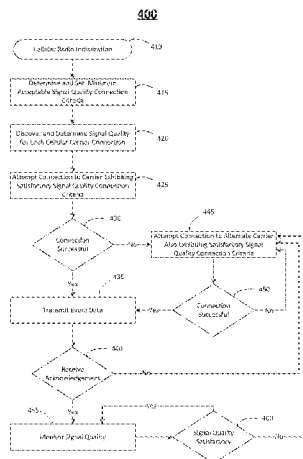 400
Cellular Radio Initialization
410
Determine and Set Minimum
Acceptable Signal Quality Connection
Criteria
415
Discover and Determine Signal Quality
for Each Cellular Carrier Connection
420
Attempt Connection to Carrier Exhibiting
Satisfactory Signal Quality Connection
Criteria
425
430
Connection
Successful
No
Yes
445
Attempt Connection to Alternate Carrier
Also Exhibiting Satisfactory Signal
Quality Connection Criteria
435
Transmit Event Data
450
Connection
Successful
Yes
No
440
Receive
Acknowledgement
No
Yes
455
Monitor Signal Quality
Yes
460
Signal Quality
Satisfactory
No